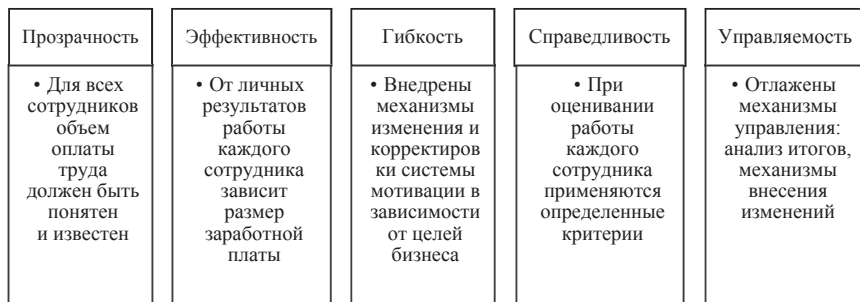 Прозрачность
• Для всех
сотрудников
объем
оплаты
труда
должен быть
понятен
и известен
Эффективность
• От личных
результатов
работы
каждого
сотрудника
зависит
размер
заработной
платы
Гибкость
• Внедрены
механизмы
изменения и
корректиров
ки системы
мотивации в
зависимости
от целей
бизнеса
Справедливость
• При
оценивании
работы
каждого
сотрудника
применяются
определенные
критерии
Управляемость
• Отлажены
механизмы
управления:
анализ итогов,
механизмы
внесения
изменений